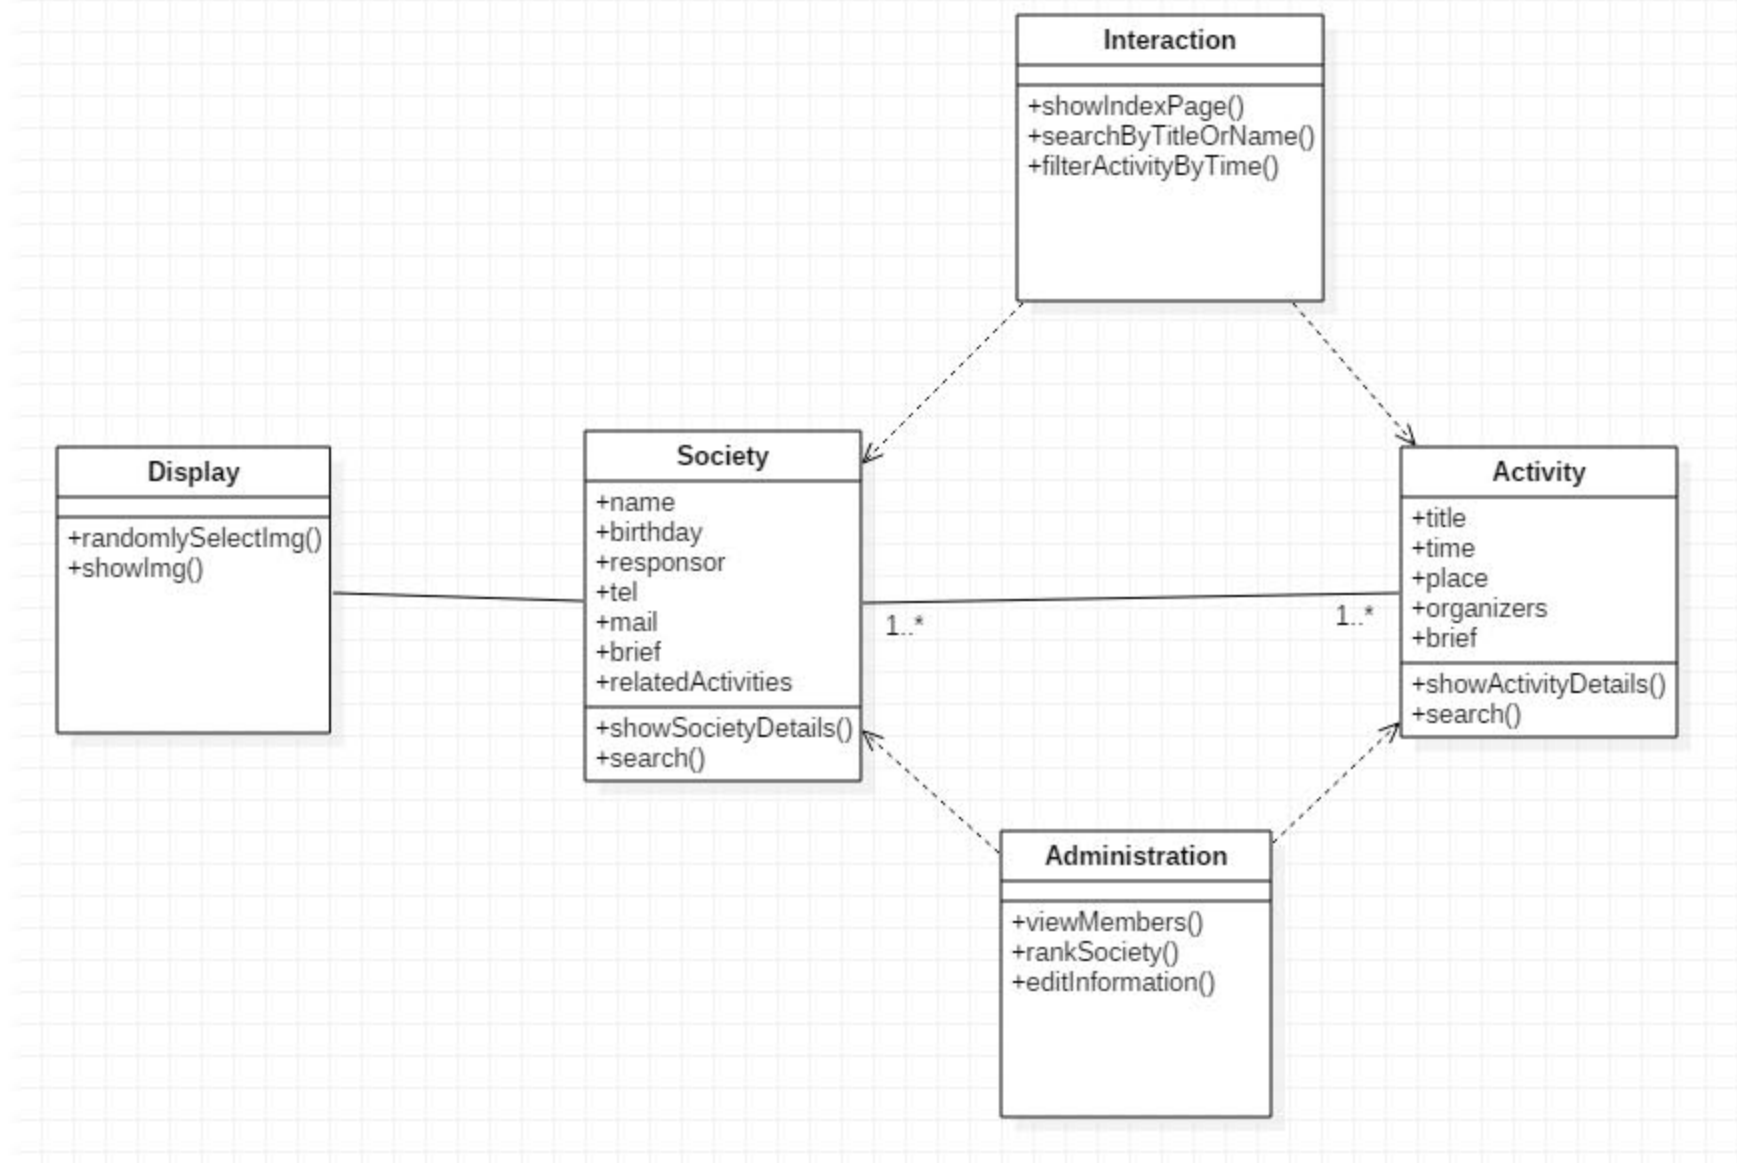 Interaction
+showIndexPage()
+searchByTitleOrName()
+filterActivityByTime()
Display
+randomlySelectImg()
+showImg()
Society
+name
+birthday
+responsor
+tel
+mail
+brief
+relatedActivities
+showSocietyDetails()
+search()
1..*
1..*
Activity
+title
+time
+place
+organizers
+brief
+showActivityDetails()
+search()
Administration
+viewMembers()
+rankSociety()
+editInformation()